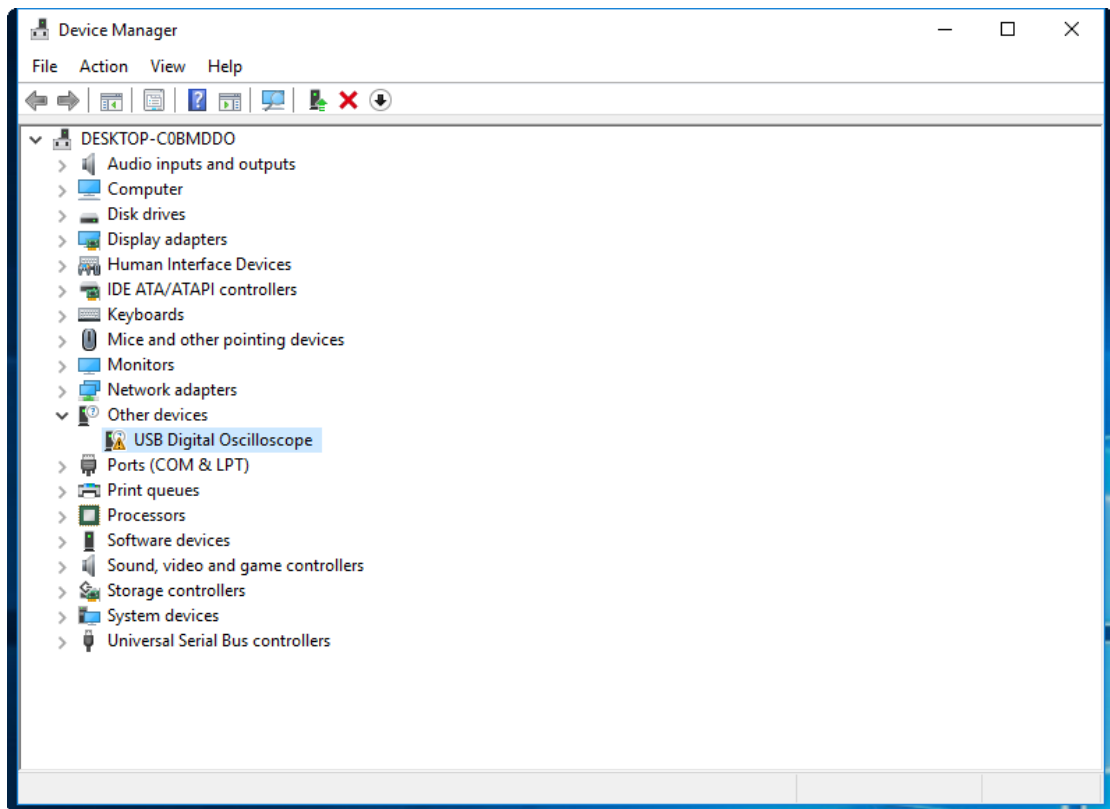 Device Manager
File Action View Help
DESKTOP-C0BMDDO
Audio inputs and outputs
Computer
Disk drives
Display adapters
Human Interface Devices
IDE ATA/ATAPI controllers
Keyboards
Mice and other pointing devices
Monitors
Network adapters
Other devices
USB Digital Oscilloscope
Ports (COM & LPT)
Print queues
Processors
Software devices
Sound, video and game controllers
Storage controllers
System devices
Universal Serial Bus controllers